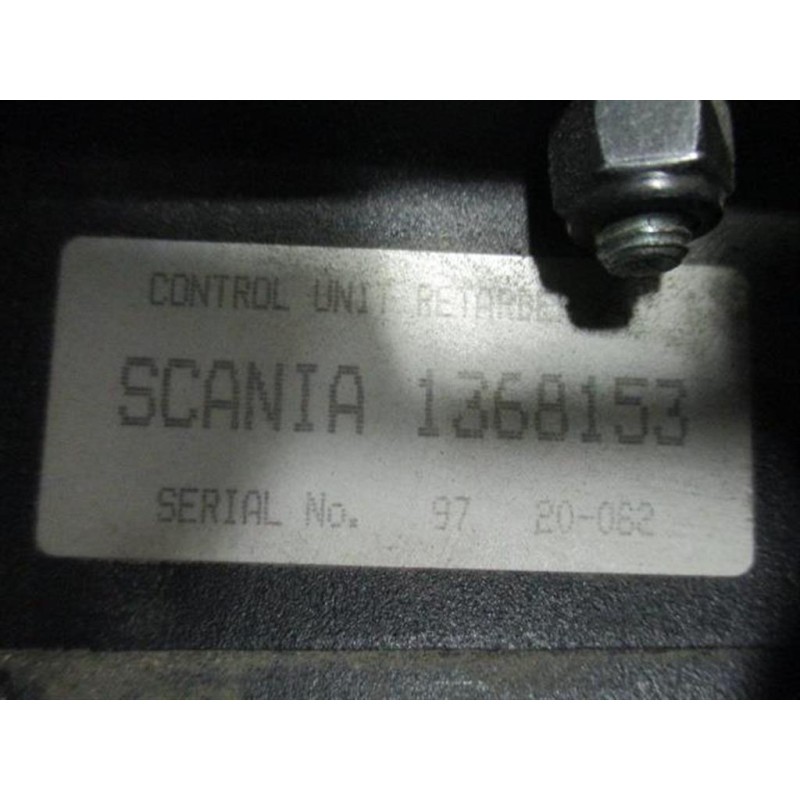 CONTROL UNIT RETARDE
SCANIA 1368153
SERIAL No. 97 20-062